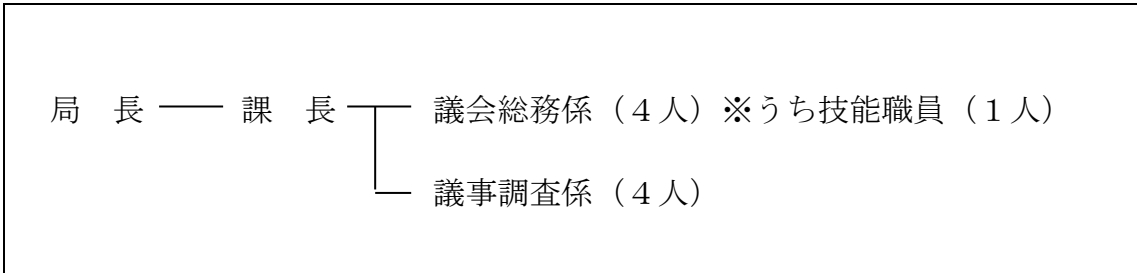 局　長 ── 課　長 ── 議会総務係（４人）※うち技能職員（１人）
議事調査係（４人）